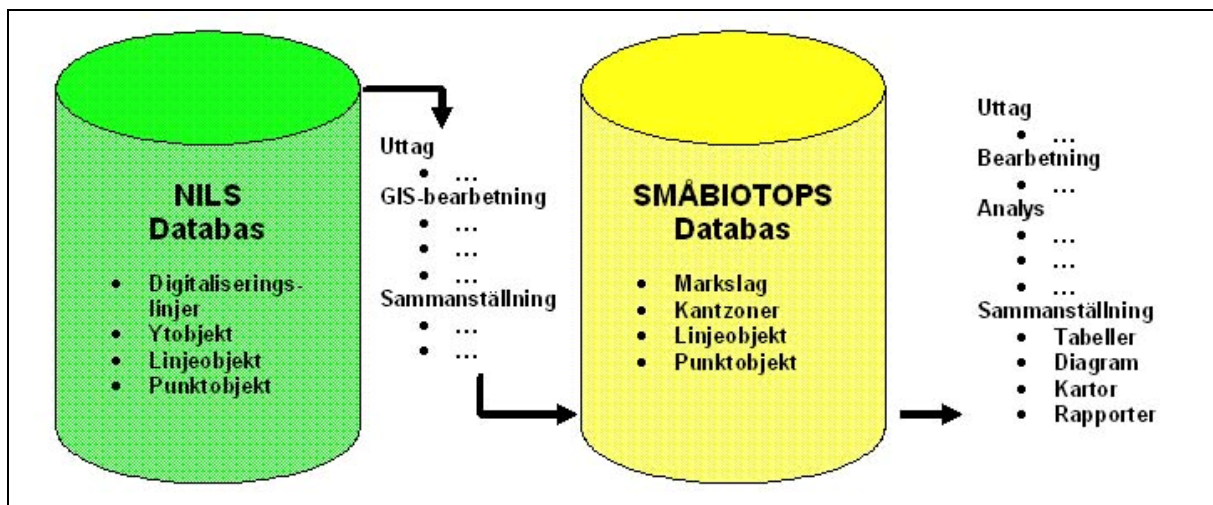 NILS
Databas
• Digitaliserings-
linjer
• Ytobjekt
• Linjeobjekt
• Punktobjekt
Uttag
• ...
GIS-bearbetning
• ...
• ...
• ...
Sammanställning
• ...
• ...
SMÅBIOTOPS
Databas
• Markslag
• Kantzoner
• Linjeobjekt
• Punktobjekt
Uttag
• ...
Bearbetning
• ...
Analys
• ...
• ...
• ...
Sammanställning
• Tabeller
• Diagram
• Kartor
• Rapporter